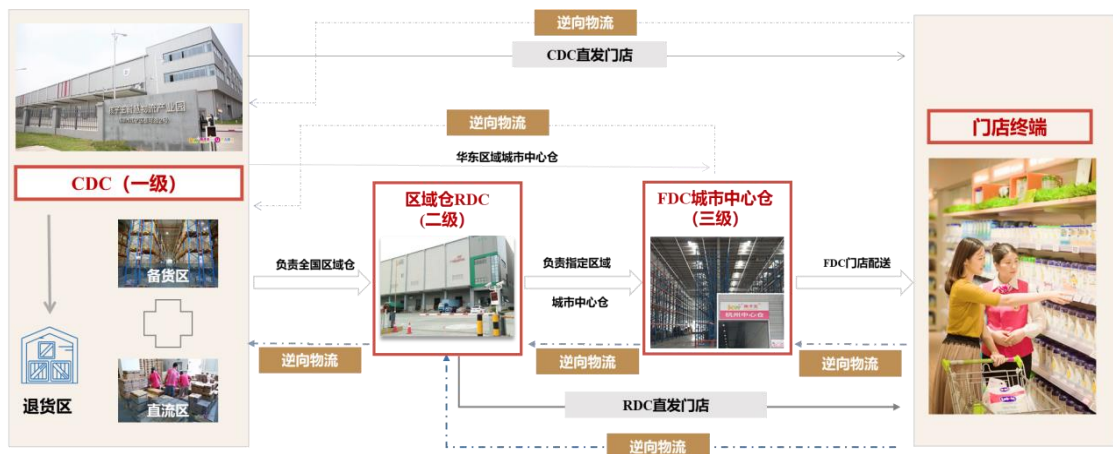 逆向物流
CDC直发门店
逆向物流
华东区域城市中心仓
CDC（一级）
备货区
直流区
退货区
负责全国区域仓
逆向物流
区域仓RDC
(二级)
负责指定区域
城市中心仓
逆向物流
FDC城市中心仓
（三级）
杭州中心仓
FDC门店配送
逆向物流
RDC直发门店
逆向物流
门店终端